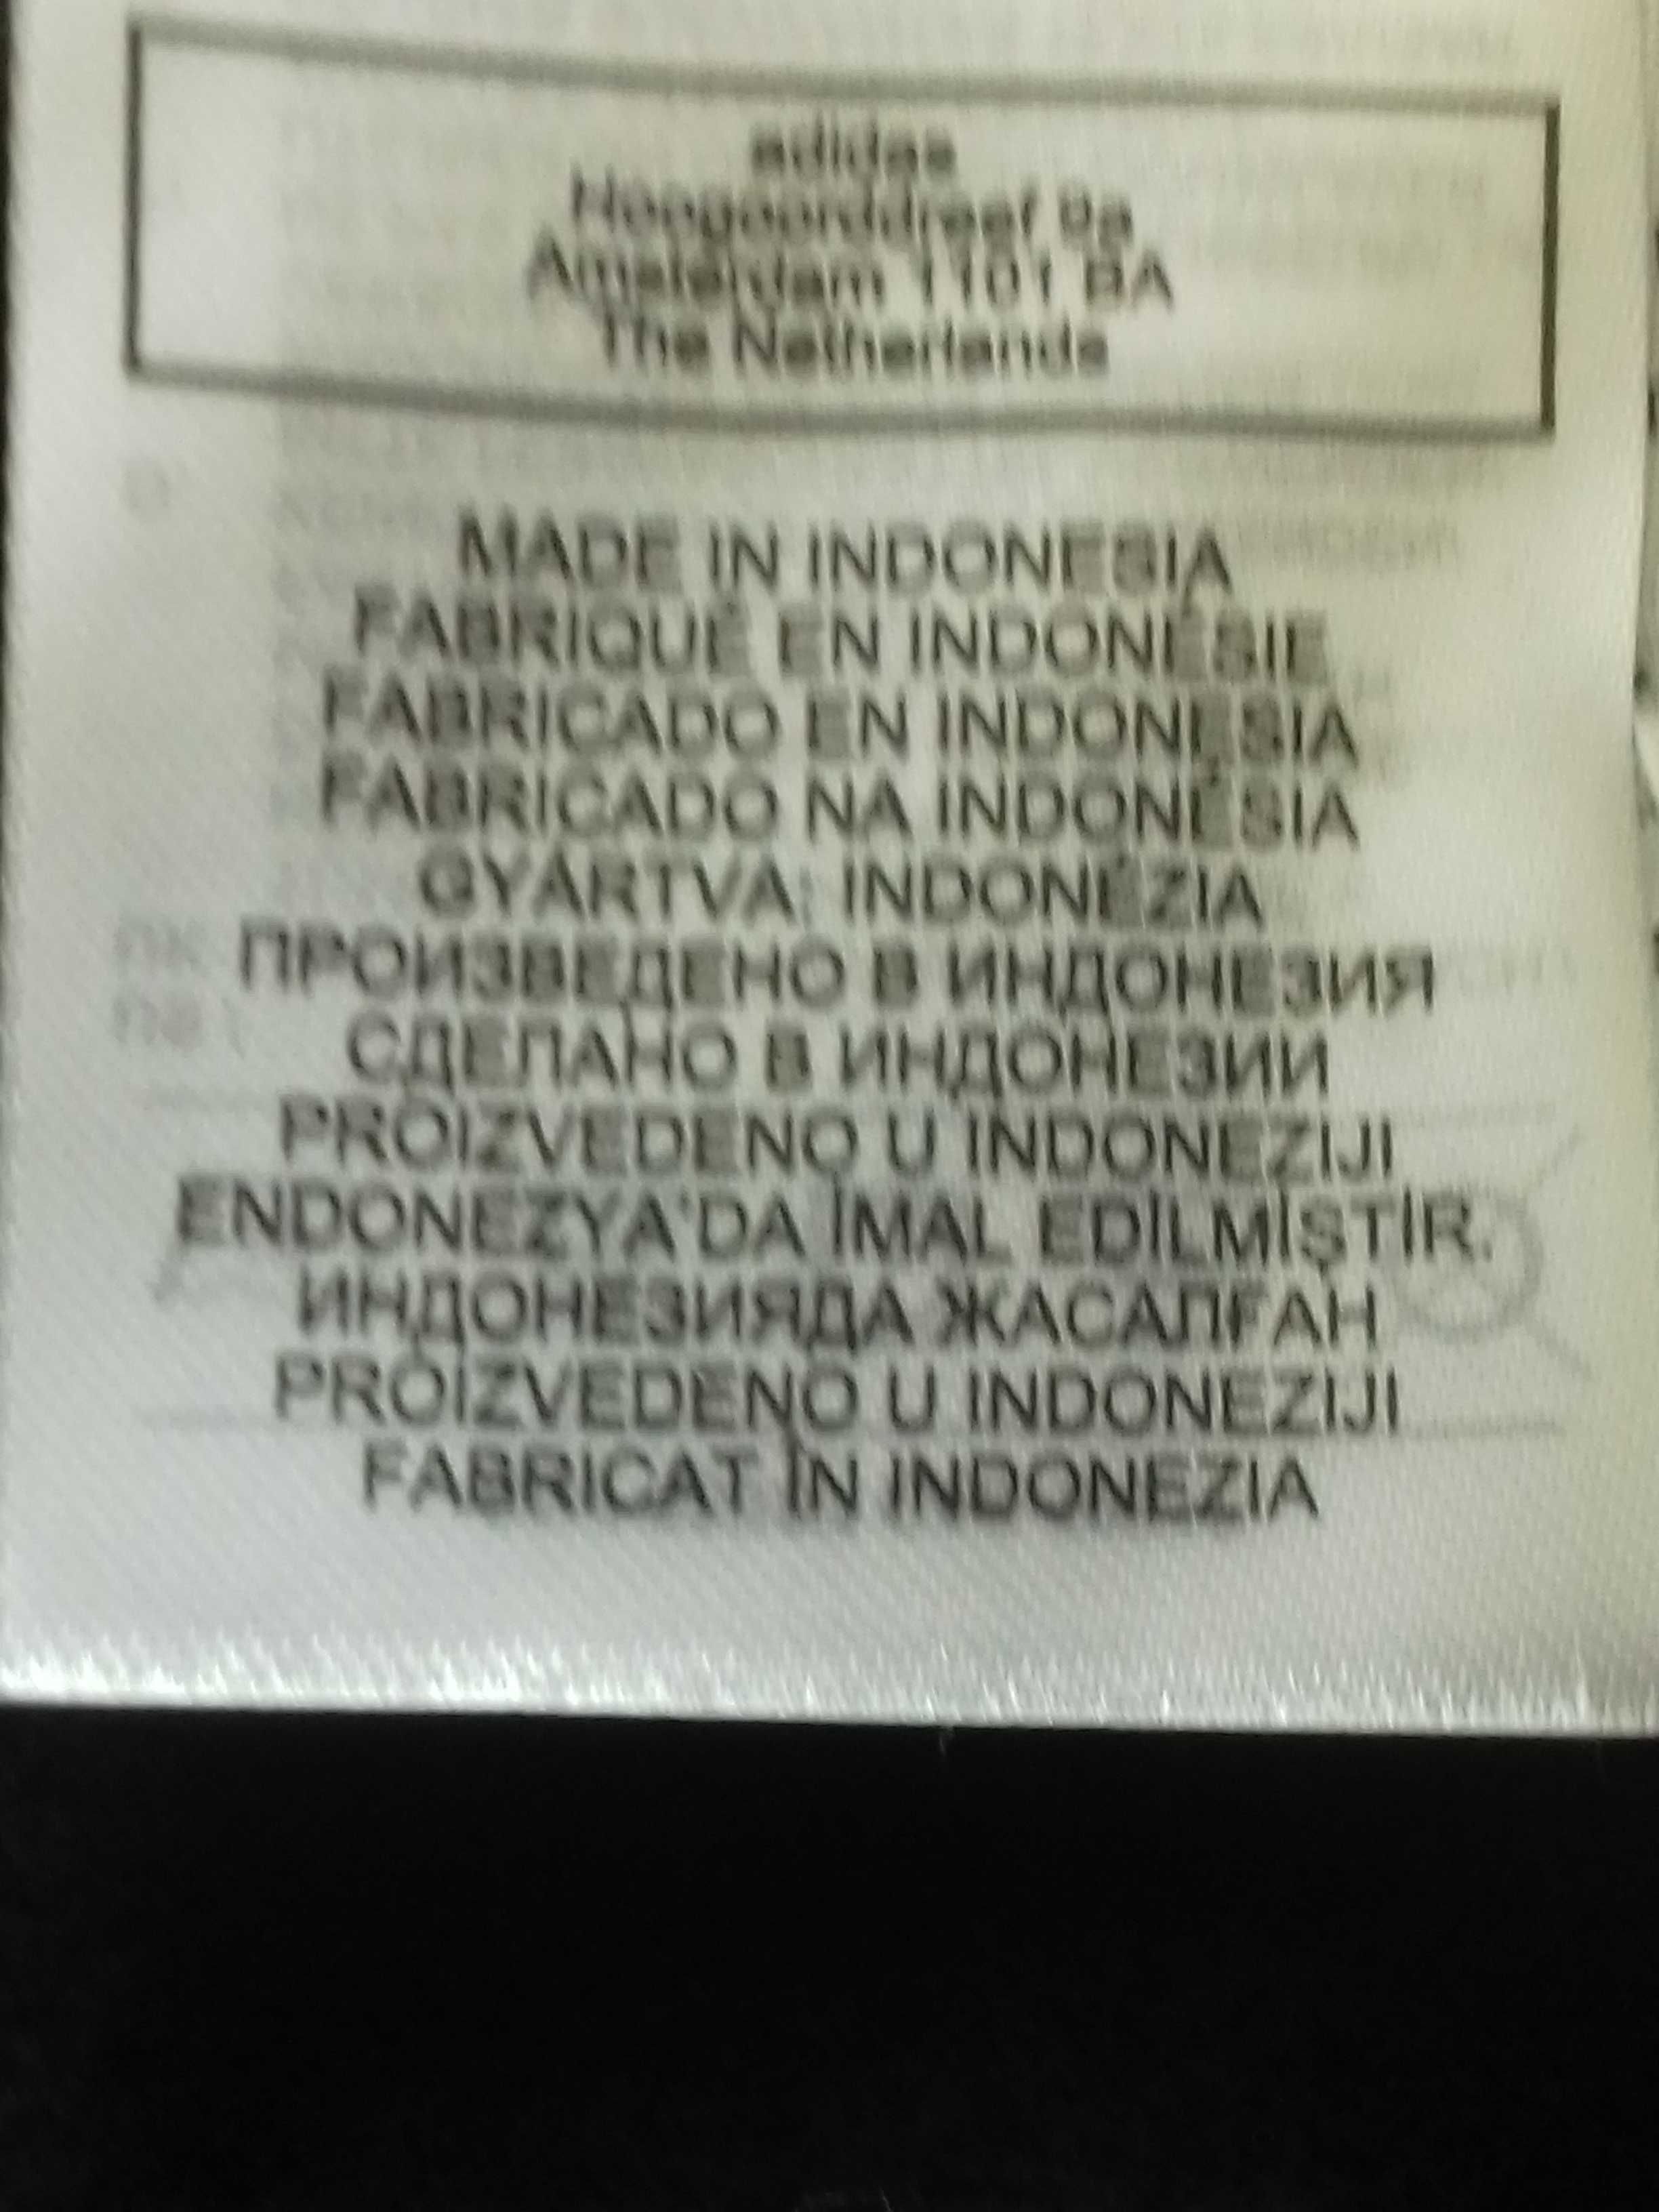 adidas
Hoogoorddreef 9a
Amsterdam 1101 BA
The Netherlands
MADE IN INDONESIA
FABRIQUÉ EN INDONÉSIE
FABRICADO EN INDONESIA
FABRICADO NA INDONÉSIA
GYÁRTVA: INDONÉZIA
ПРОИЗВЕДЕНО В ИНДОНЕЗИЯ
СДЕЛАНО В ИНДОНЕЗИИ
PROIZVEDENO U INDONEZIJI
ENDONEZYA'DA İMAL EDİLMİŞTİR.
ИНДОНЕЗИЯДА ЖАСАЛҒАН
PROIZVEDENO U INDONEZIJI
FABRICAT ÎN INDONEZIA